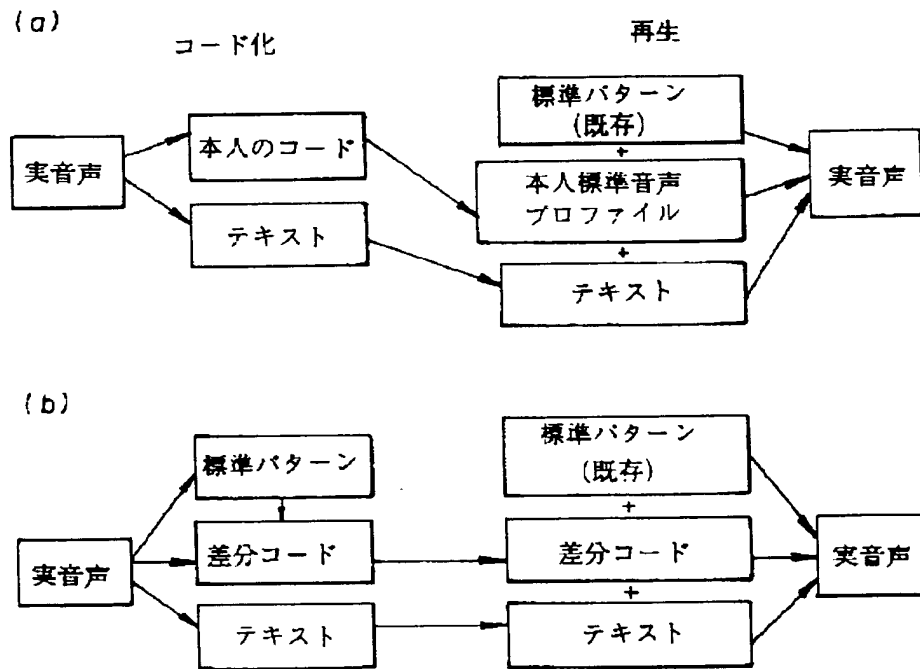 (a)
コード化
再生
実音声
本人のコード
テキスト
標準パターン
(既存)
+
本人標準音声
プロファイル
+
テキスト
実音声
(b)
実音声
標準パターン
差分コード
テキスト
標準パターン
(既存)
+
差分コード
+
テキスト
実音声